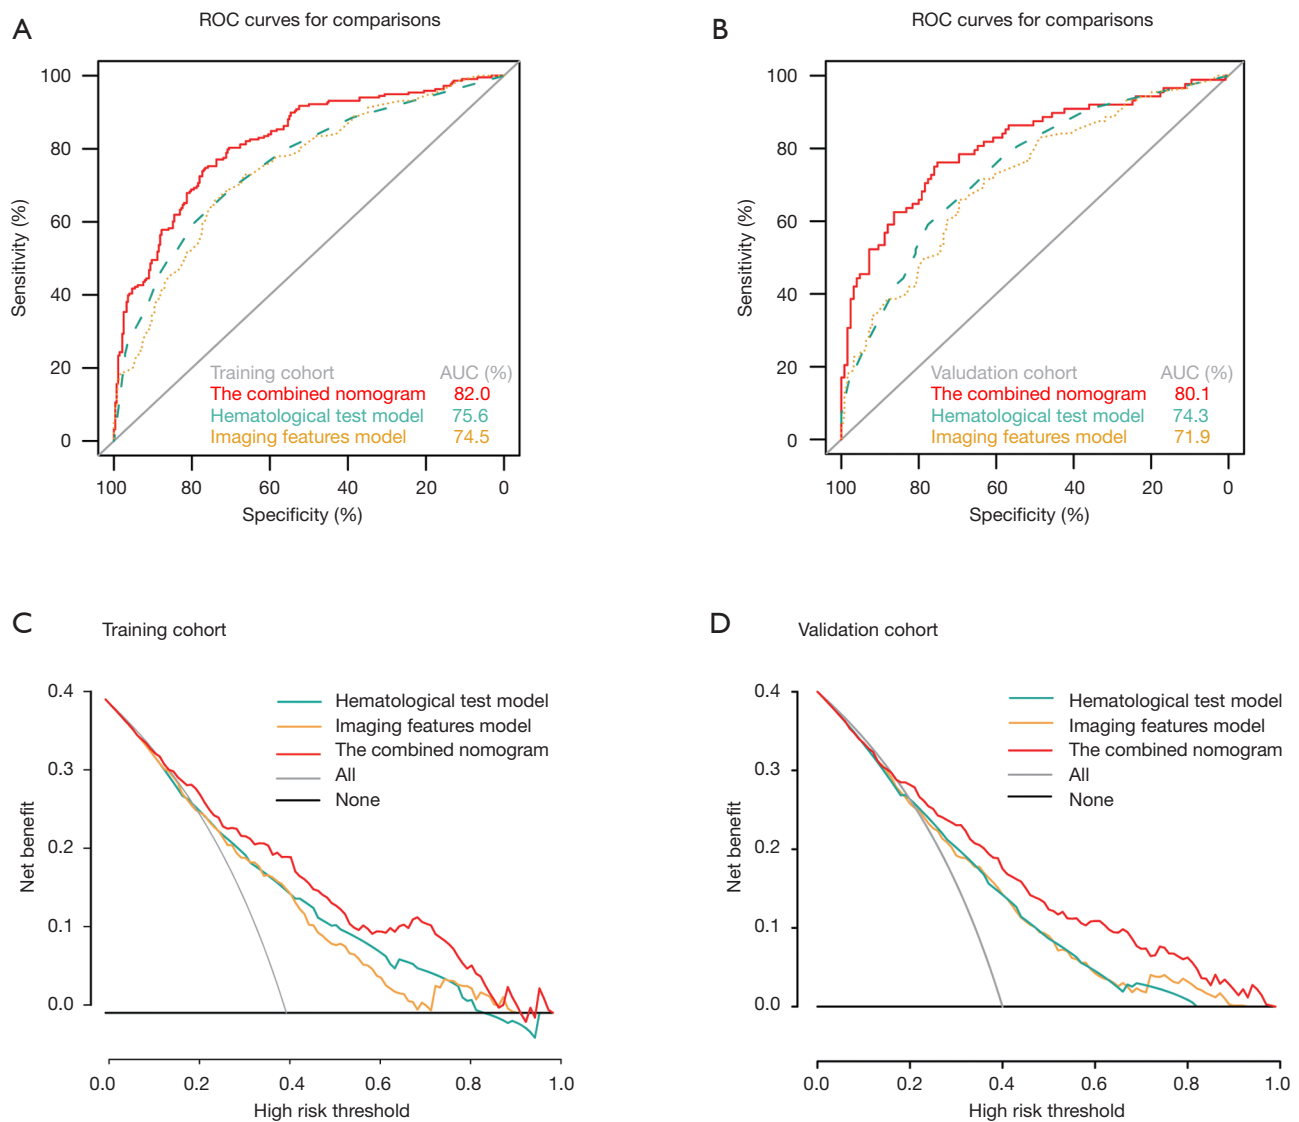 A
ROC curves for comparisons
100
80
60
40
20
0
Sensitivity (%)
Training cohort AUC (%)
The combined nomogram 82.0
Hematological test model 75.6
Imaging features model 74.5
100 80 60 40 20 0
Specificity (%)
B
ROC curves for comparisons
100
80
60
40
20
0
Sensitivity (%)
Valudation cohort AUC (%)
The combined nomogram 80.1
Hematological test model 74.3
Imaging features model 71.9
100 80 60 40 20 0
Specificity (%)
C
Training cohort
0.4
0.3
0.2
0.1
0.0
Net benefit
Hematological test model
Imaging features model
The combined nomogram
All
None
0.0 0.2 0.4 0.6 0.8 1.0
High risk threshold
D
Validation cohort
0.4
0.3
0.2
0.1
0.0
Net benefit
Hematological test model
Imaging features model
The combined nomogram
All
None
0.0 0.2 0.4 0.6 0.8 1.0
High risk threshold